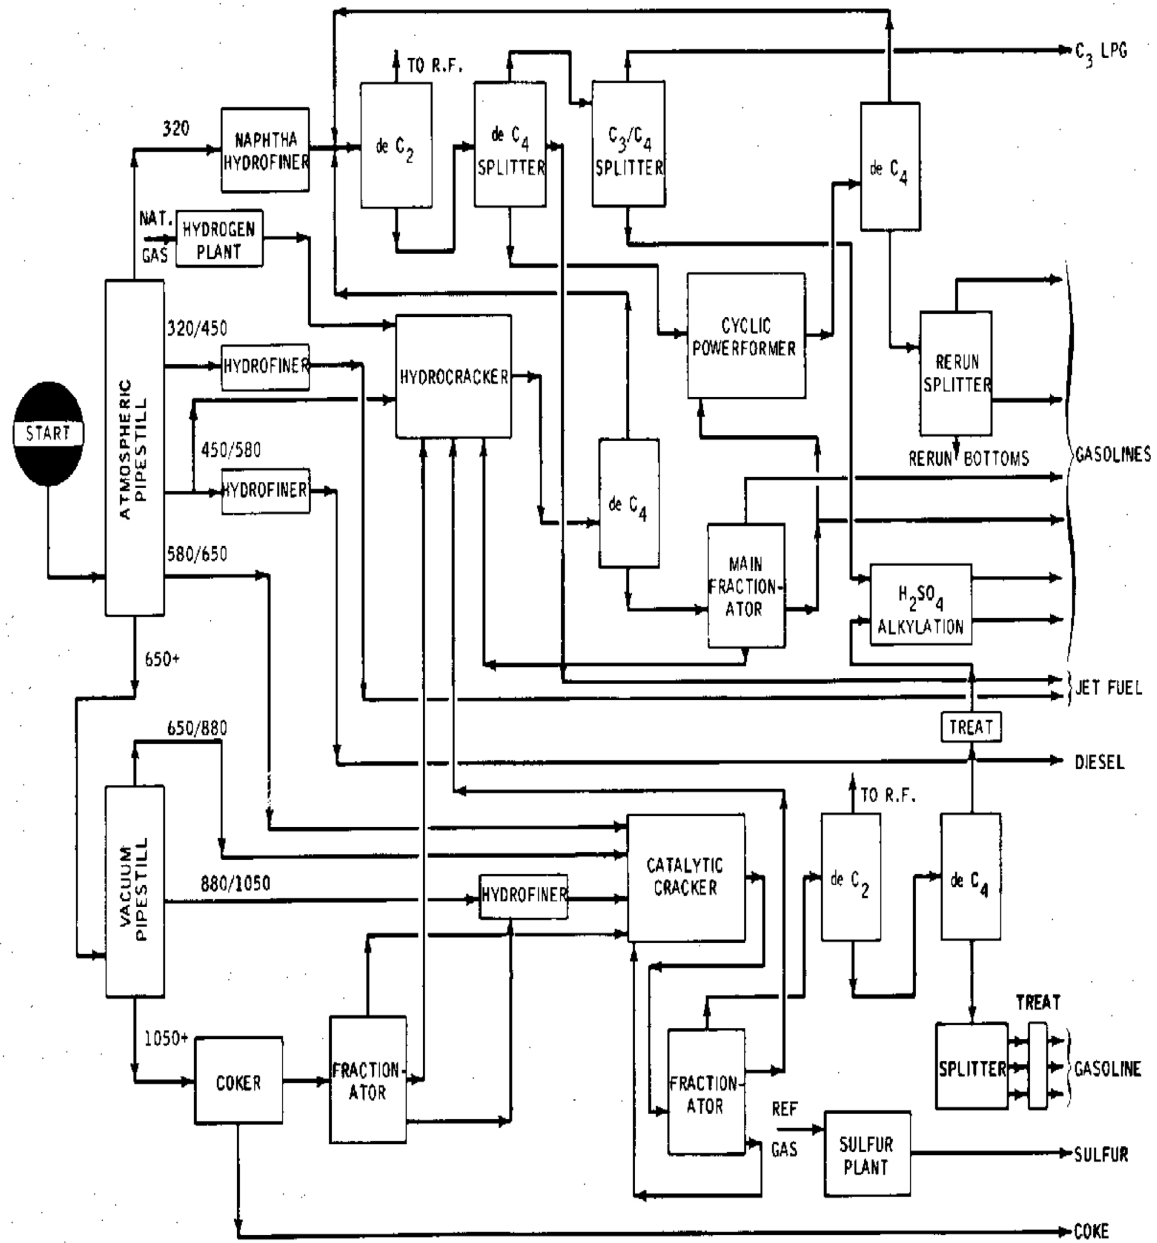 C3 LPG
TO R.F.
320
NAPHTHA
HYDROFINER
de C2
de C4
SPLITTER
C3/C4
SPLITTER
de C4
NAT.
GAS
HYDROGEN
PLANT
320/450
HYDROFINER
HYDROCRACKER
CYCLIC
POWERFORMER
RERUN
SPLITTER
START
ATMOSPHERIC
PIPESTILL
450/580
HYDROFINER
RERUN BOTTOMS
GASOLINES
de C4
580/650
MAIN
FRACTION-
ATOR
H2SO4
ALKYLATION
650+
JET FUEL
TREAT
650/880
DIESEL
TO R.F.
VACUUM
PIPESTILL
880/1050
HYDROFINER
CATALYTIC
CRACKER
de C2
de C4
1050+
TREAT
COKER
FRACTION-
ATOR
FRACTION-
ATOR
SPLITTER
GASOLINE
REF
GAS
SULFUR
PLANT
SULFUR
COKE